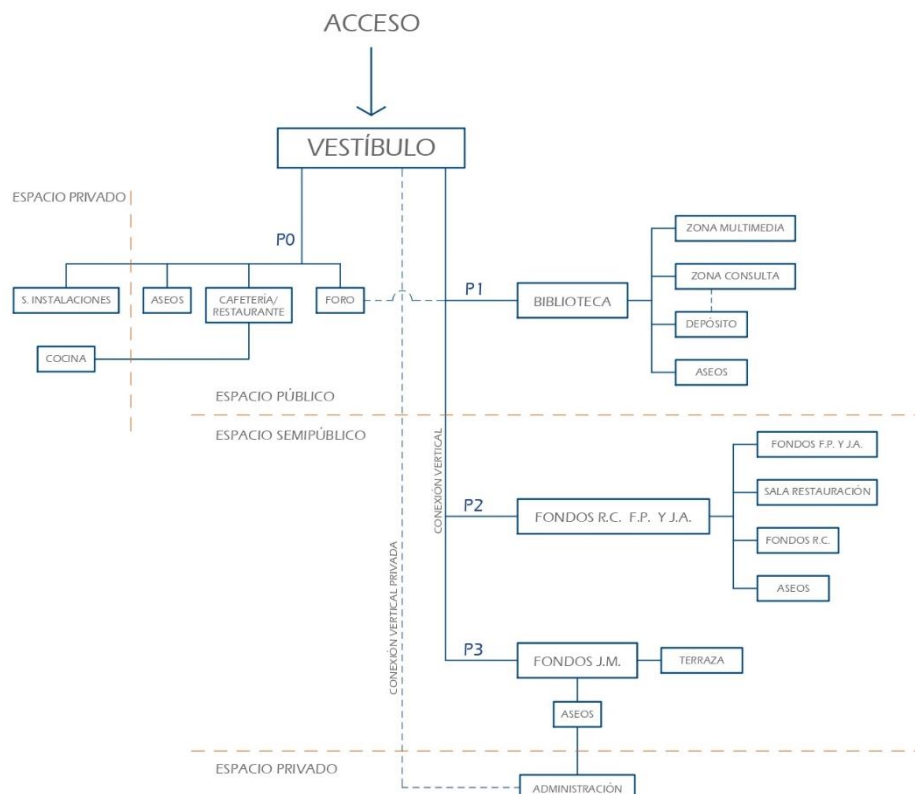 ACCESO
VESTÍBULO
ESPACIO PRIVADO
P0
S. INSTALACIONES
ASEOS
CAFETERÍA/
RESTAURANTE
FORO
COCINA
P1
BIBLIOTECA
ZONA MULTIMEDIA
ZONA CONSULTA
DEPÓSITO
ASEOS
ESPACIO PÚBLICO
ESPACIO SEMIPÚBLICO
CONEXIÓN VERTICAL
CONEXIÓN VERTICAL PRIVADA
P2
FONDOS R.C. F.P. Y J.A.
FONDOS F.P. Y J.A.
SALA RESTAURACIÓN
FONDOS R.C.
ASEOS
P3
FONDOS J.M.
TERRAZA
ASEOS
ESPACIO PRIVADO
ADMINISTRACIÓN